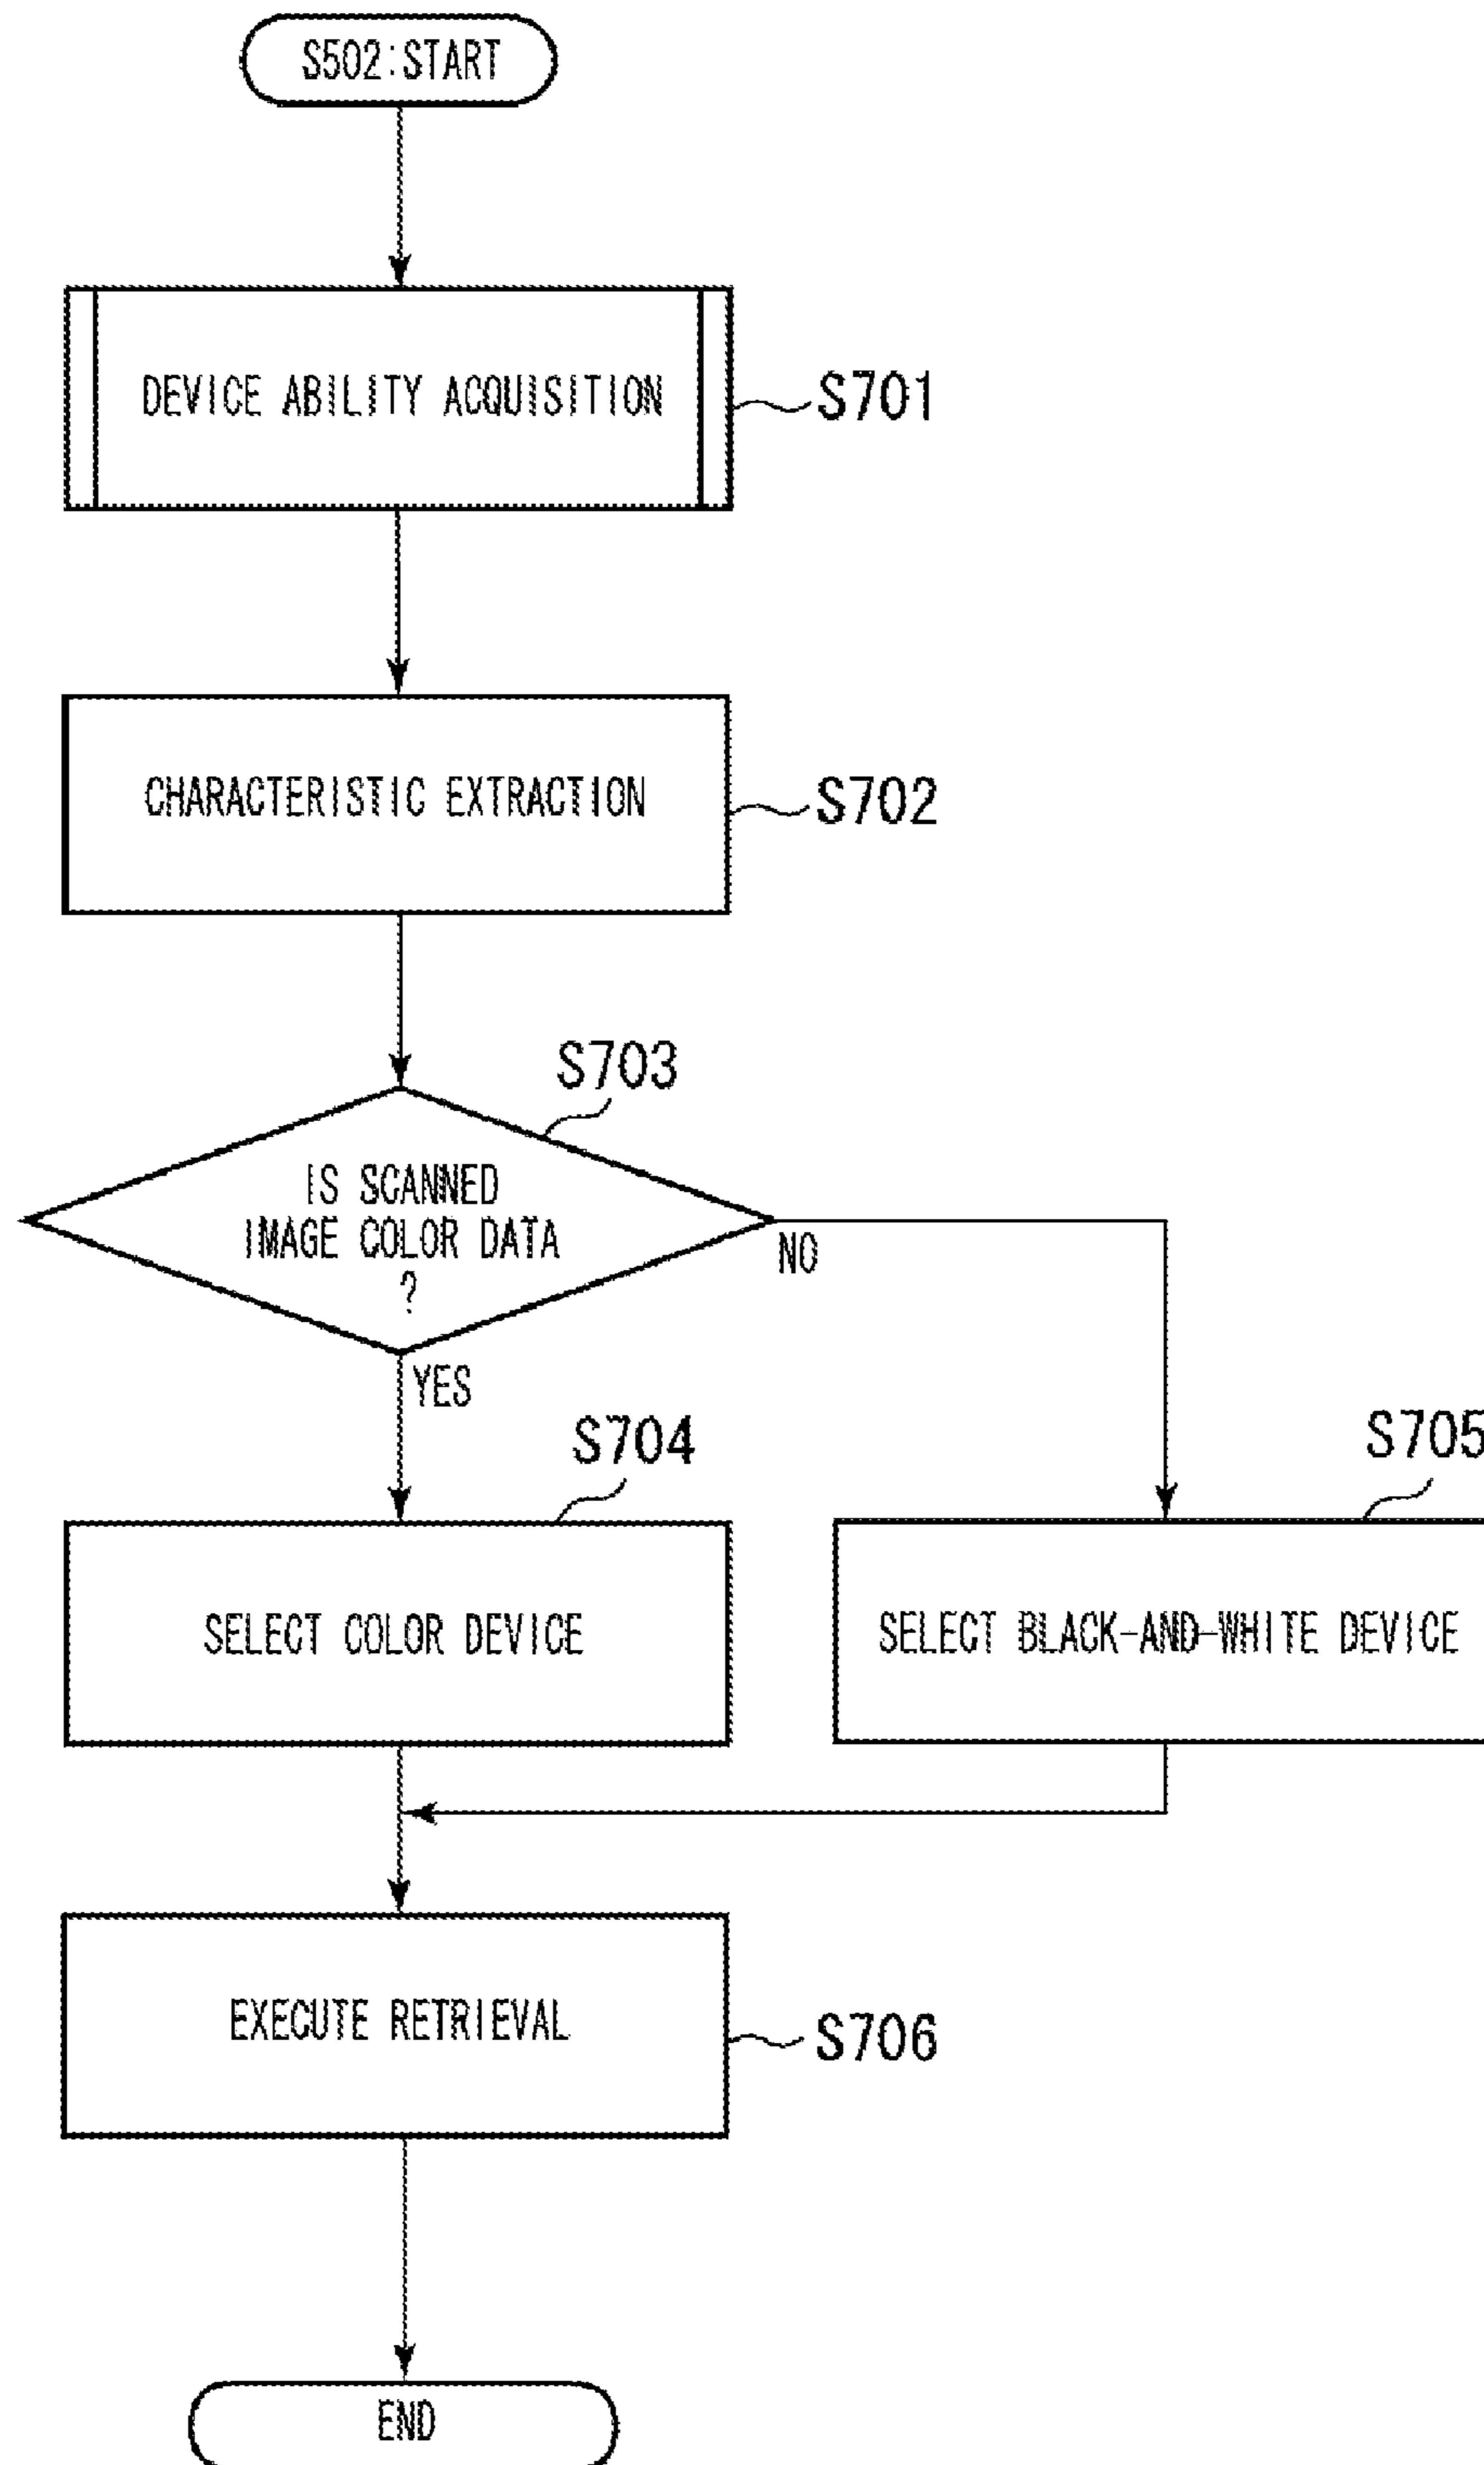 S502:START
DEVICE ABILITY ACQUISITION
S701
CHARACTERISTIC EXTRACTION
S702
S703
IS SCANNED
IMAGE COLOR DATA
?
NO
YES
S704
S705
SELECT COLOR DEVICE
SELECT BLACK-AND-WHITE DEVICE
EXECUTE RETRIEVAL
S706
END